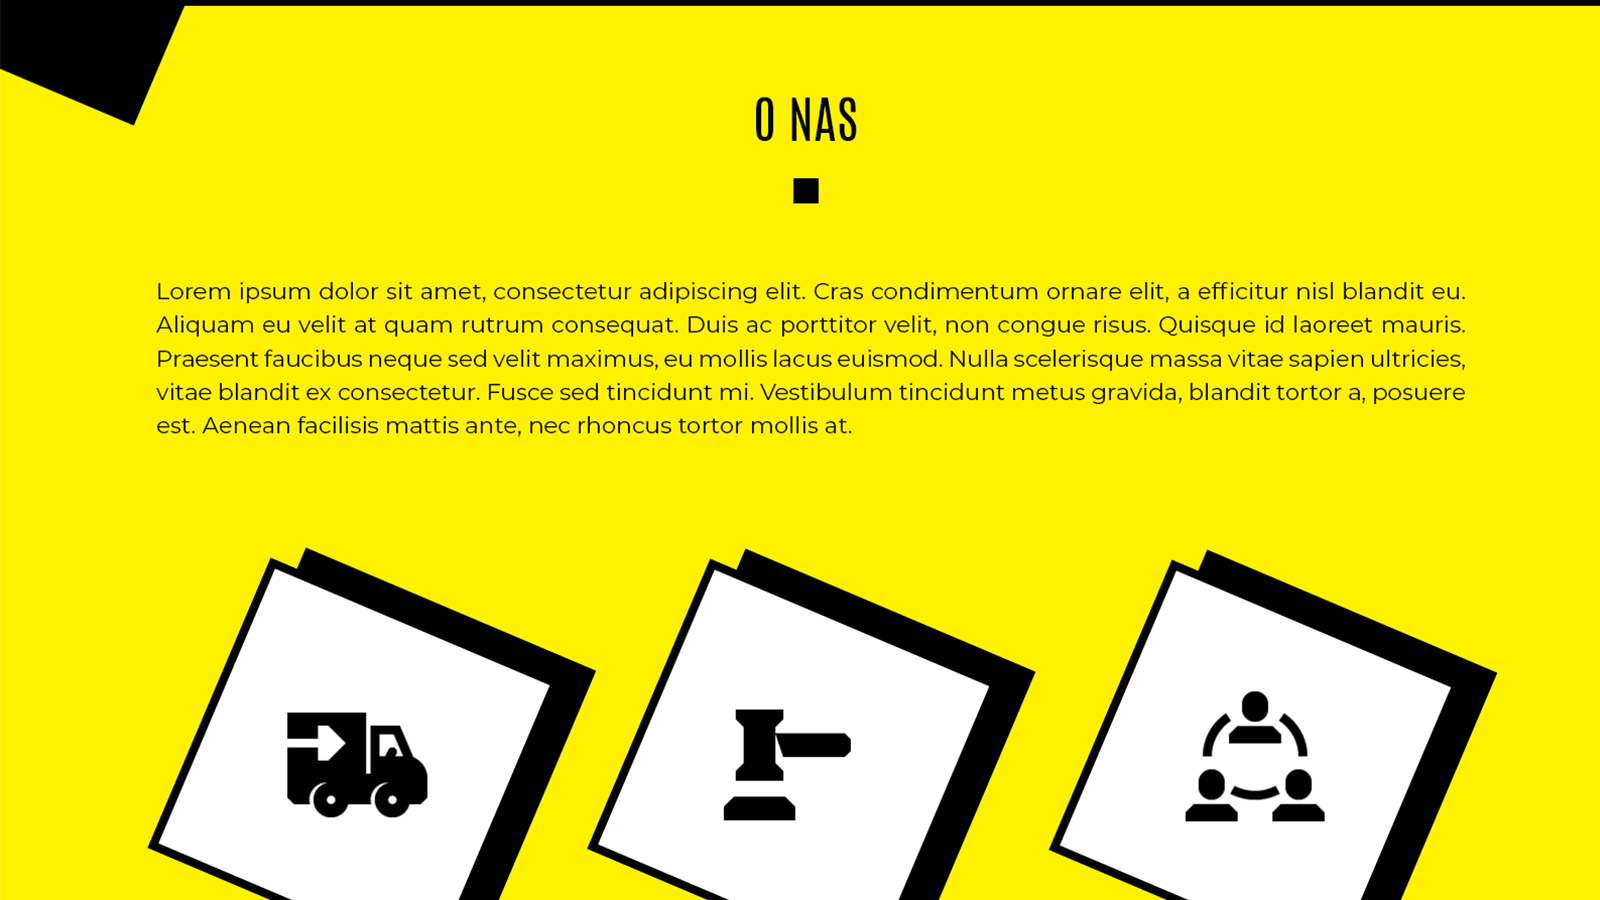 O NAS
Lorem ipsum dolor sit amet, consectetur adipiscing elit. Cras condimentum ornare elit, a efficitur nisl blandit eu.
Aliquam eu velit at quam rutrum consequat. Duis ac porttitor velit, non congue risus. Quisque id laoreet mauris.
Praesent faucibus neque sed velit maximus, eu mollis lacus euismod. Nulla scelerisque massa vitae sapien ultricies,
vitae blandit ex consectetur. Fusce sed tincidunt mi. Vestibulum tincidunt metus gravida, blandit tortor a, posuere
est. Aenean facilisis mattis ante, nec rhoncus tortor mollis at.